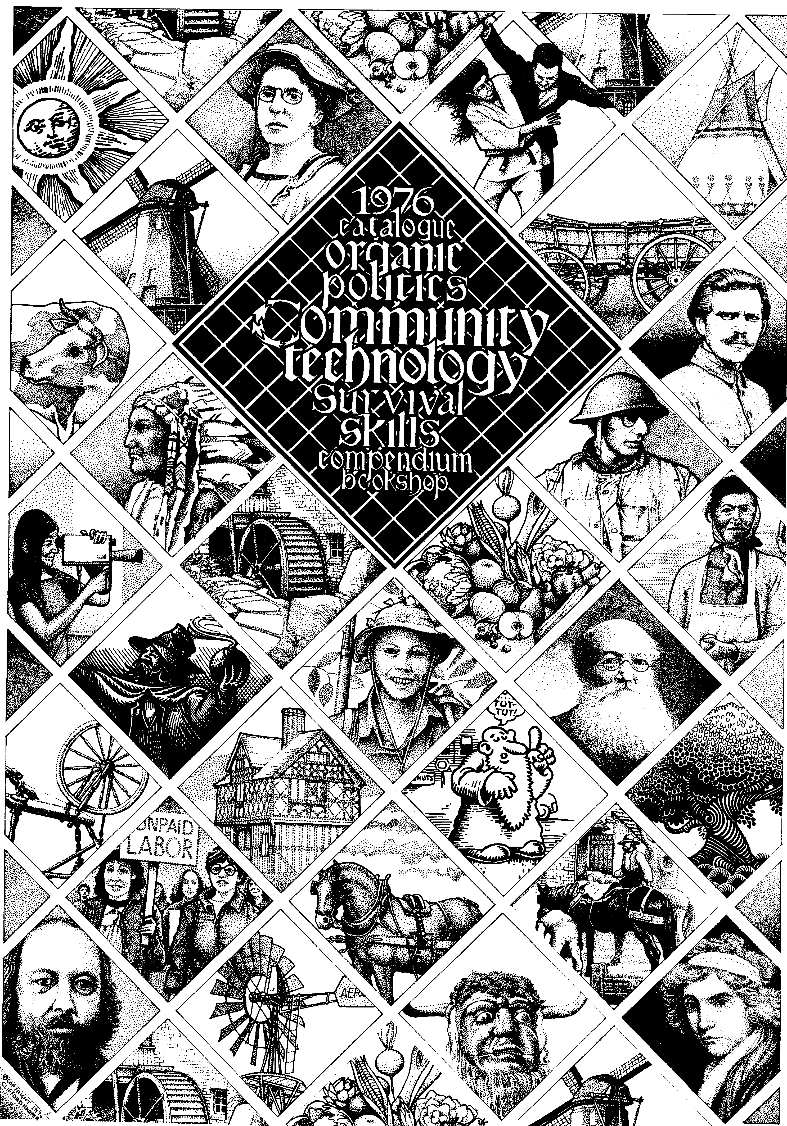 1976
catalogue
organic
politics
Community
technology
Survival
skills
compendium
bookshop
TUT-
TUT!
UNPAID
LABOR